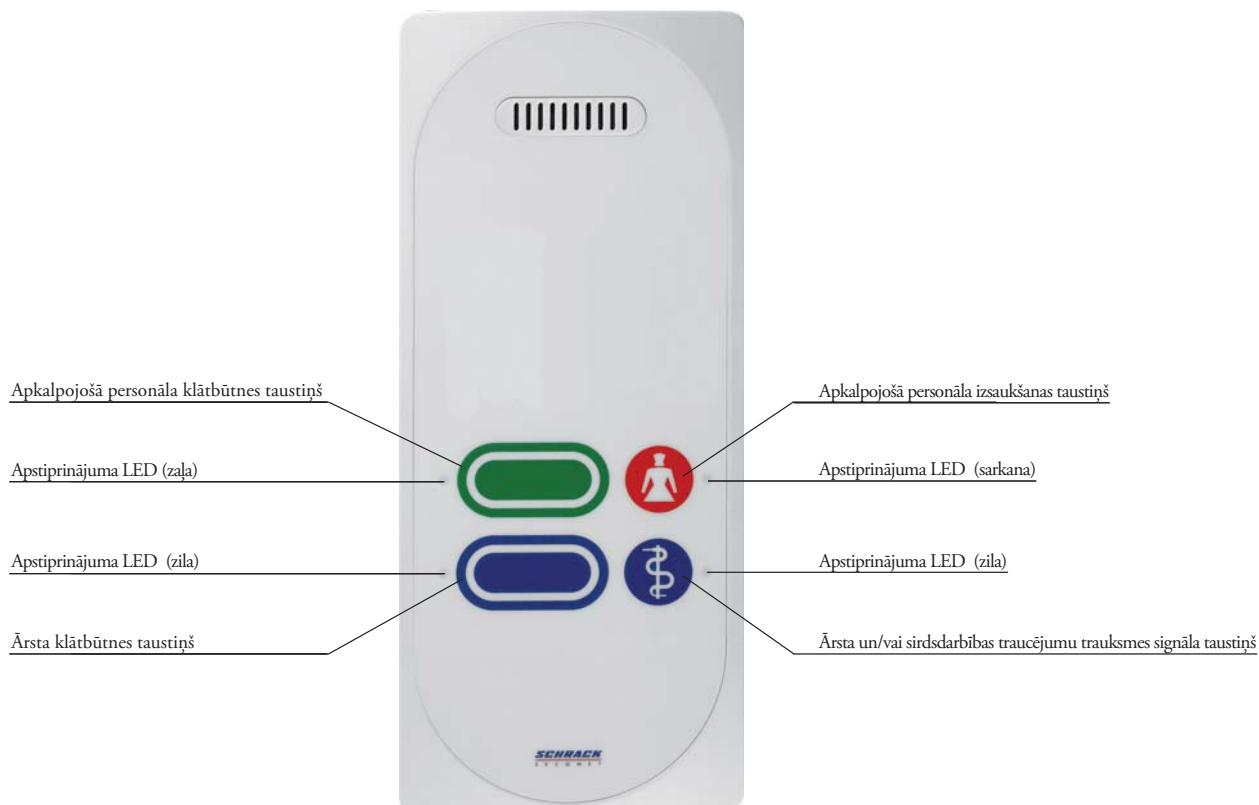 Apkalpojošā personāla klātbūtnes taustiņš
Apkalpojošā personāla izsaukšanas taustiņš
Apstiprinājuma LED (zaļa)
Apstiprinājuma LED (sarkana)
Apstiprinājuma LED (zila)
Apstiprinājuma LED (zila)
Ārsta klātbūtnes taustiņš
Ārsta un/vai sirdsdarbības traucējumu trauksmes signāla taustiņš
SCHRACK
SECONET